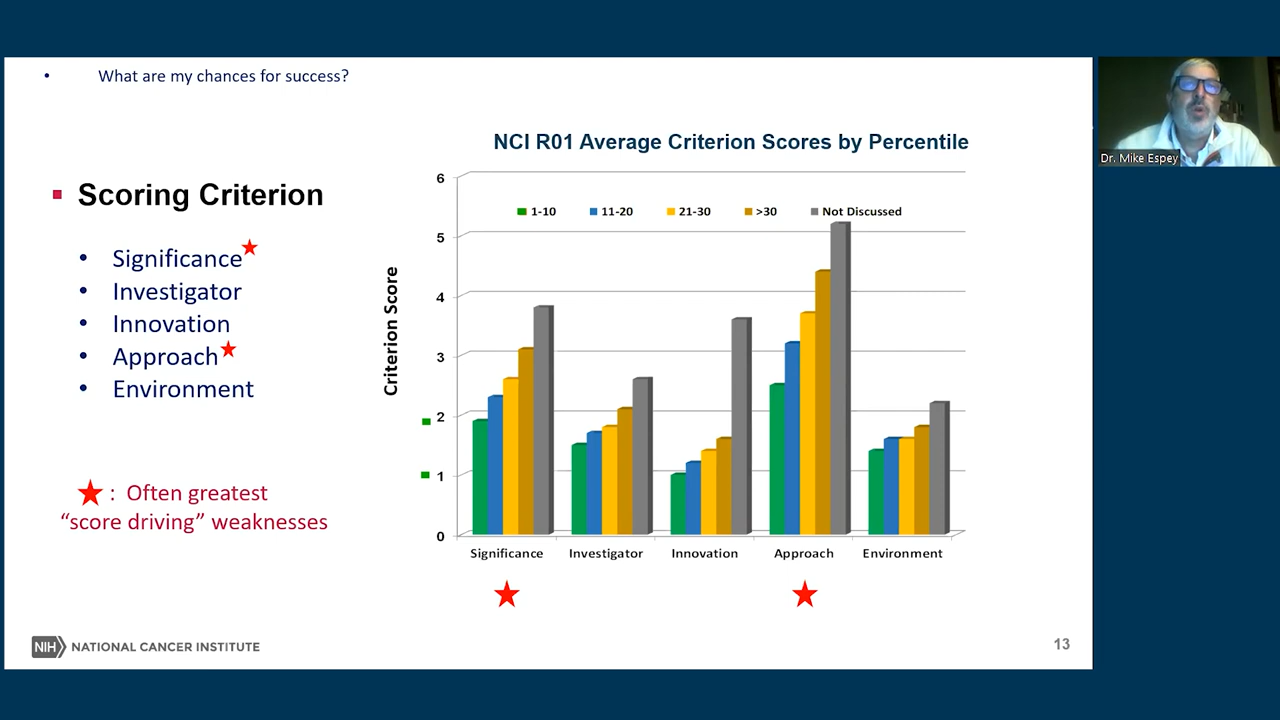 What are my chances for success?
NCI R01 Average Criterion Scores by Percentile
Scoring Criterion
Significance
Investigator
Innovation
Approach
Environment
: Often greatest
“score driving” weaknesses
Criterion Score
6
5
4
3
2
1
0
1-10 11-20 21-30 >30 Not Discussed
Significance Investigator Innovation Approach Environment
NIH NATIONAL CANCER INSTITUTE
13
Dr. Mike Espey